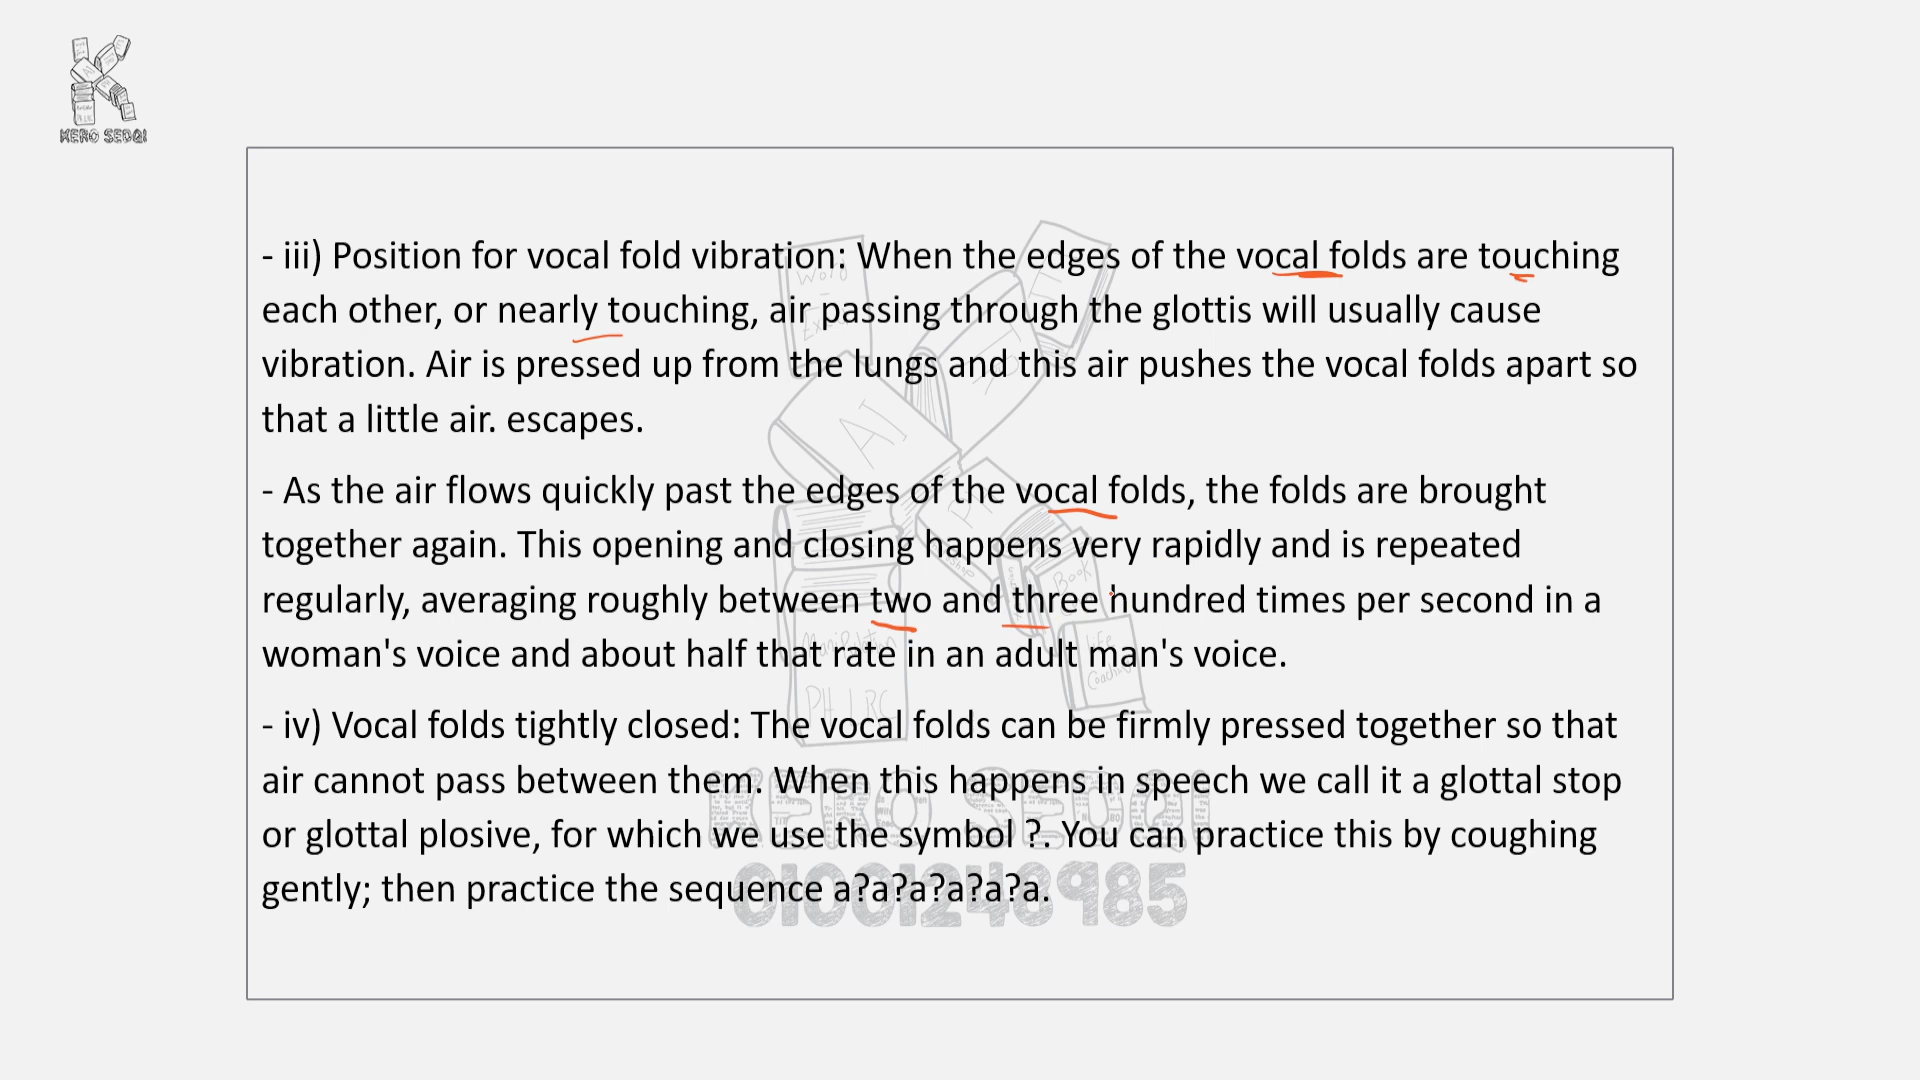 KERO SEDQI
- iii) Position for vocal fold vibration: When the edges of the vocal folds are touching
each other, or nearly touching, air passing through the glottis will usually cause
vibration. Air is pressed up from the lungs and this air pushes the vocal folds apart so
that a little air. escapes.
- As the air flows quickly past the edges of the vocal folds, the folds are brought
together again. This opening and closing happens very rapidly and is repeated
regularly, averaging roughly between two and three hundred times per second in a
woman's voice and about half that rate in an adult man's voice.
- iv) Vocal folds tightly closed: The vocal folds can be firmly pressed together so that
air cannot pass between them. When this happens in speech we call it a glottal stop
or glottal plosive, for which we use the symbol ?. You can practice this by coughing
gently; then practice the sequence a?a?a?a?a?a.
KERO SEDQI
01001248985